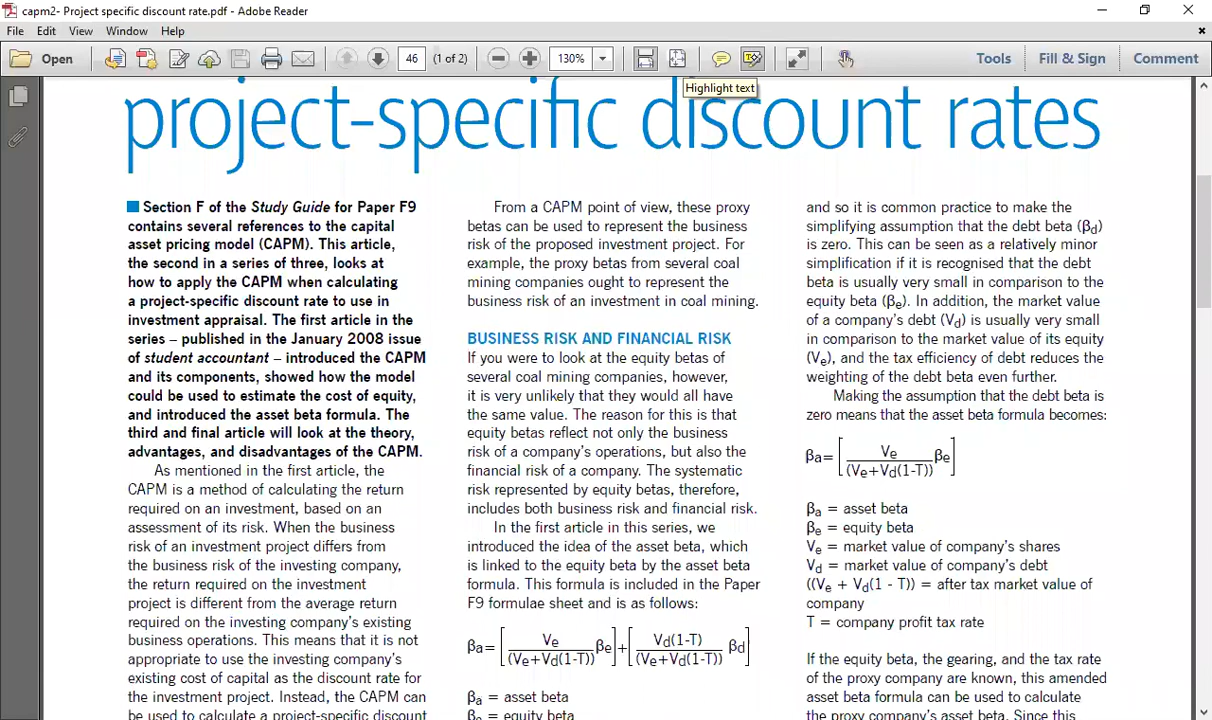 capm2- Project specific discount rate.pdf - Adobe Reader
File Edit View Window Help
Open
46 (1 of 2)
130%
Tools Fill & Sign Comment
Highlight text
project-specific discount rates
Section F of the Study Guide for Paper F9
contains several references to the capital
asset pricing model (CAPM). This article,
the second in a series of three, looks at
how to apply the CAPM when calculating
a project-specific discount rate to use in
investment appraisal. The first article in the
series – published in the January 2008 issue
of student accountant – introduced the CAPM
and its components, showed how the model
could be used to estimate the cost of equity,
and introduced the asset beta formula. The
third and final article will look at the theory,
advantages, and disadvantages of the CAPM.
As mentioned in the first article, the
CAPM is a method of calculating the return
required on an investment, based on an
assessment of its risk. When the business
risk of an investment project differs from
the business risk of the investing company,
the return required on the investment
project is different from the average return
required on the investing company's existing
business operations. This means that it is not
appropriate to use the investing company's
existing cost of capital as the discount rate for
the investment project. Instead, the CAPM can
be used to calculate a project-specific discount
From a CAPM point of view, these proxy
betas can be used to represent the business
risk of the proposed investment project. For
example, the proxy betas from several coal
mining companies ought to represent the
business risk of an investment in coal mining.
BUSINESS RISK AND FINANCIAL RISK
If you were to look at the equity betas of
several coal mining companies, however,
it is very unlikely that they would all have
the same value. The reason for this is that
equity betas reflect not only the business
risk of a company's operations, but also the
financial risk of a company. The systematic
risk represented by equity betas, therefore,
includes both business risk and financial risk.
In the first article in this series, we
introduced the idea of the asset beta, which
is linked to the equity beta by the asset beta
formula. This formula is included in the Paper
F9 formulae sheet and is as follows:
βa= [ Ve / (Ve+Vd(1-T)) βe ] + [ Vd(1-T) / (Ve+Vd(1-T)) βd ]
βa = asset beta
βe = equity beta
and so it is common practice to make the
simplifying assumption that the debt beta (βd)
is zero. This can be seen as a relatively minor
simplification if it is recognised that the debt
beta is usually very small in comparison to the
equity beta (βe). In addition, the market value
of a company's debt (Vd) is usually very small
in comparison to the market value of its equity
(Ve), and the tax efficiency of debt reduces the
weighting of the debt beta even further.
Making the assumption that the debt beta is
zero means that the asset beta formula becomes:
βa= [ Ve / (Ve+Vd(1-T)) βe ]
βa = asset beta
βe = equity beta
Ve = market value of company's shares
Vd = market value of company's debt
((Ve + Vd(1 - T)) = after tax market value of
company
T = company profit tax rate
If the equity beta, the gearing, and the tax rate
of the proxy company are known, this amended
asset beta formula can be used to calculate
the proxy company's asset beta. Since this